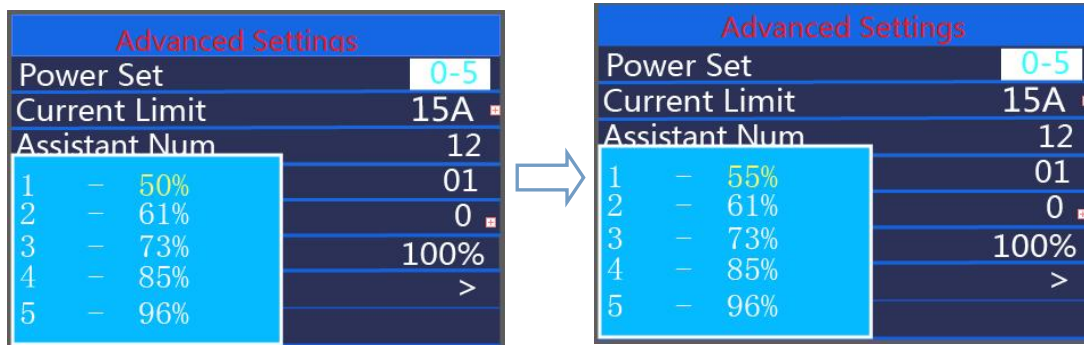 Advanced Settings
Power Set 0-5
Current Limit 15A
Assistant Num 12
1 - 50% 01
2 - 61% 0
3 - 73% 100%
4 - 85% >
5 - 96%
Advanced Settings
Power Set 0-5
Current Limit 15A
Assistant Num 12
1 - 55% 01
2 - 61% 0
3 - 73% 100%
4 - 85% >
5 - 96%